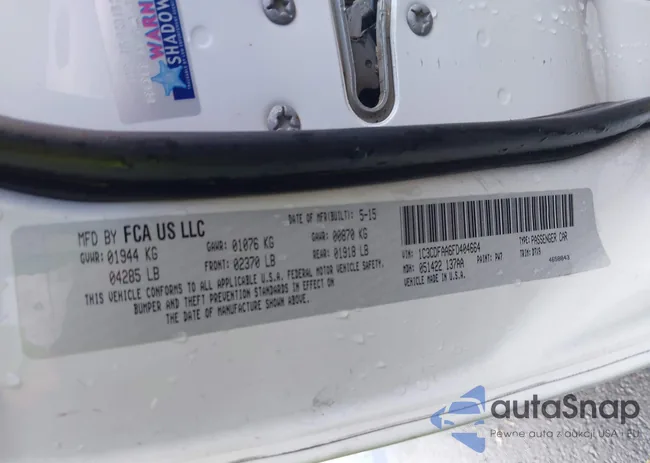 WARN
SHADOW
MFD BY FCA US LLC
DATE OF MFR(BUILT): 5-15
GVWR: 01944 KG
GAWR: 01076 KG
GAWR: 00870 KG
04285 LB
FRONT: 02370 LB
REAR: 01918 LB
THIS VEHICLE CONFORMS TO ALL APPLICABLE U.S.A. FEDERAL MOTOR VEHICLE SAFETY,
BUMPER AND THEFT PREVENTION STANDARDS IN EFFECT ON
THE DATE OF MANUFACTURE SHOWN ABOVE.
VIN: 1C3CDFAA6FD404664
TYPE: PASSENGER CAR
MDH: 051422 137AA
PAINT: PW7
TRIM: D7X9
MADE IN U.S.A.
autaSnap
Pewne auta z aukcji USA i EU